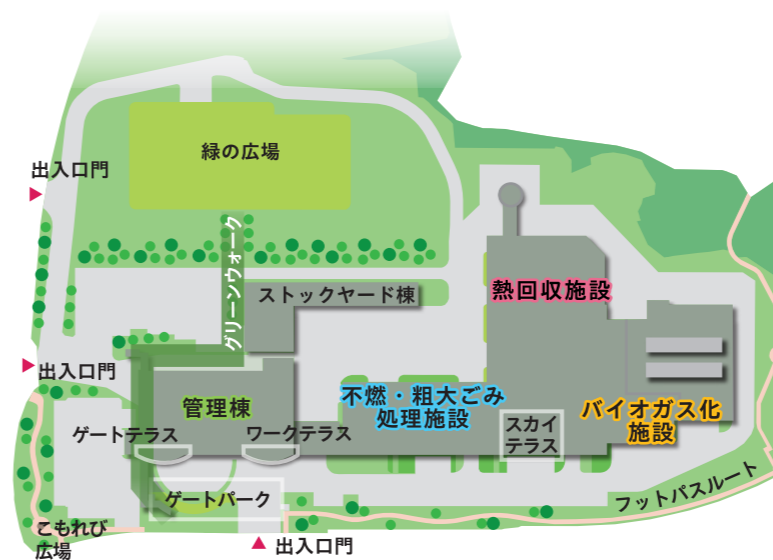 緑の広場
出入口門
グリーンウォーク
ストックヤード棟
熱回収施設
出入口門
管理棟
不燃・粗大ごみ
処理施設
バイオガス化
施設
スカイ
テラス
ゲートテラス
ワークテラス
ゲートパーク
フットパスルート
こもれび
広場
出入口門